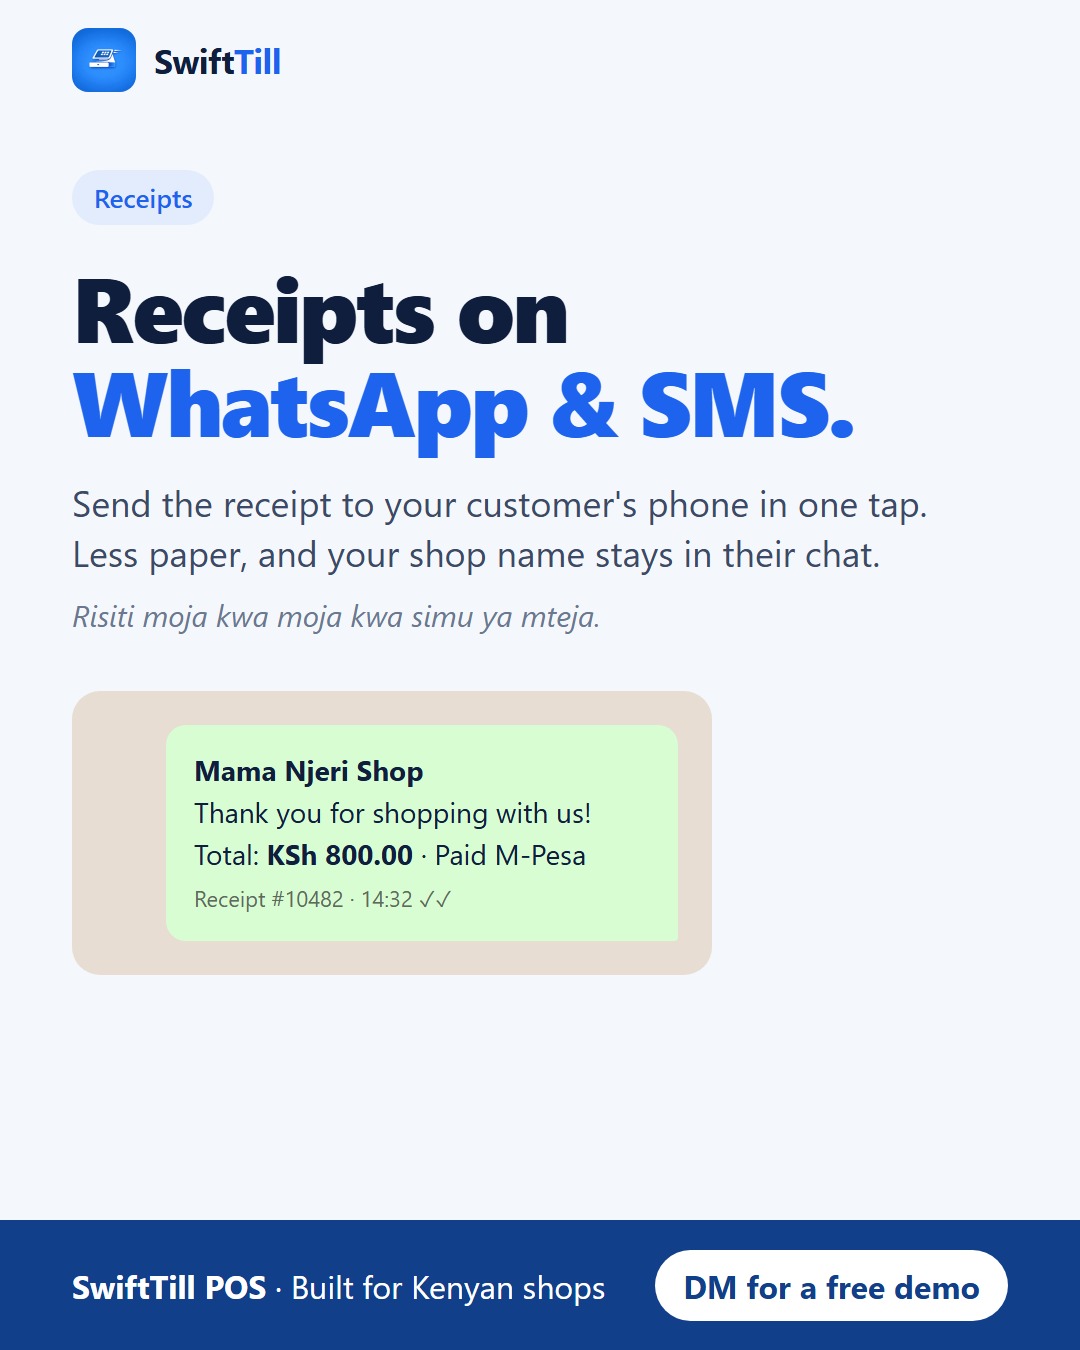 SwiftTill
Receipts
Receipts on
WhatsApp & SMS.
Send the receipt to your customer's phone in one tap.
Less paper, and your shop name stays in their chat.
Risiti moja kwa moja kwa simu ya mteja.
Mama Njeri Shop
Thank you for shopping with us!
Total: KSh 800.00 · Paid M-Pesa
Receipt #10482 · 14:32 ✓✓
SwiftTill POS · Built for Kenyan shops
DM for a free demo